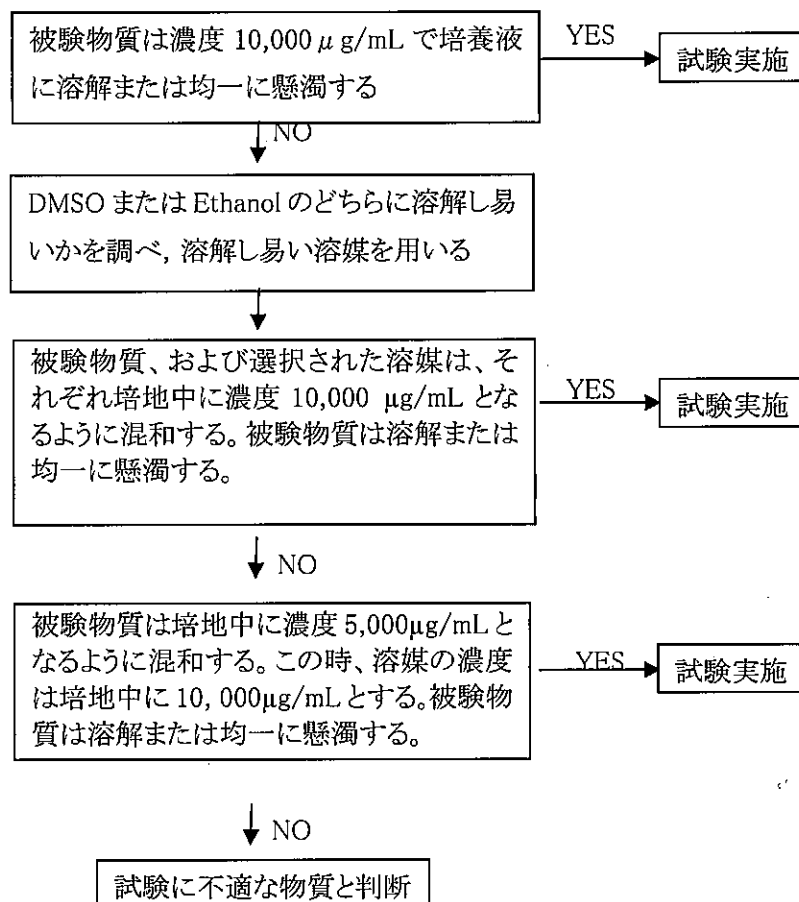 被験物質は濃度 10,000 μ g/mL で培養液
に溶解または均一に懸濁する
YES
試験実施
NO
DMSO または Ethanol のどちらに溶解し易
いかを調べ, 溶解し易い溶媒を用いる
被験物質、および選択された溶媒は、そ
れぞれ培地中に濃度 10,000 μg/mL とな
るように混和する。被験物質は溶解または
均一に懸濁する。
YES
試験実施
NO
被験物質は培地中に濃度 5,000μg/mL と
なるように混和する。この時、溶媒の濃度
は培地中に 10, 000μg/mL とする。被験物
質は溶解または均一に懸濁する。
YES
試験実施
NO
試験に不適な物質と判断